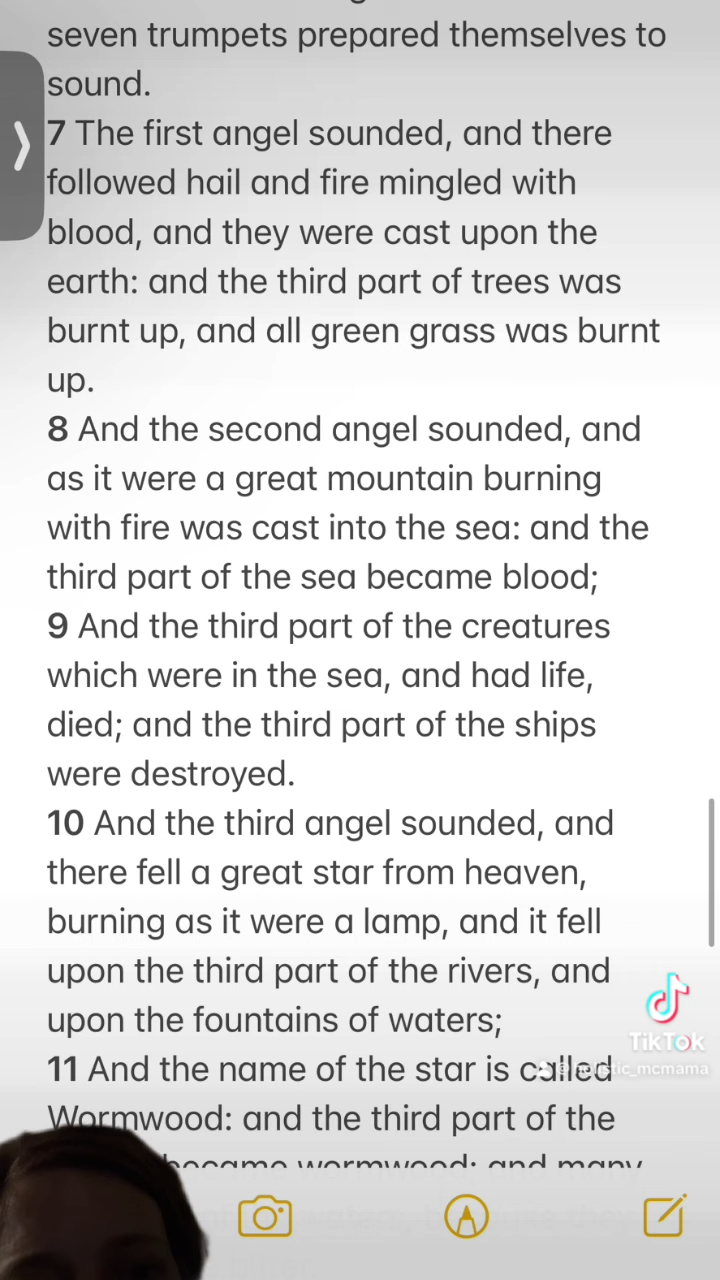 seven trumpets prepared themselves to
sound.
7 The first angel sounded, and there
followed hail and fire mingled with
blood, and they were cast upon the
earth: and the third part of trees was
burnt up, and all green grass was burnt
up.
8 And the second angel sounded, and
as it were a great mountain burning
with fire was cast into the sea: and the
third part of the sea became blood;
9 And the third part of the creatures
which were in the sea, and had life,
died; and the third part of the ships
were destroyed.
10 And the third angel sounded, and
there fell a great star from heaven,
burning as it were a lamp, and it fell
upon the third part of the rivers, and
upon the fountains of waters;
TikTok
11 And the name of the star is called
Wormwood: and the third part of the
became wormwood; and many